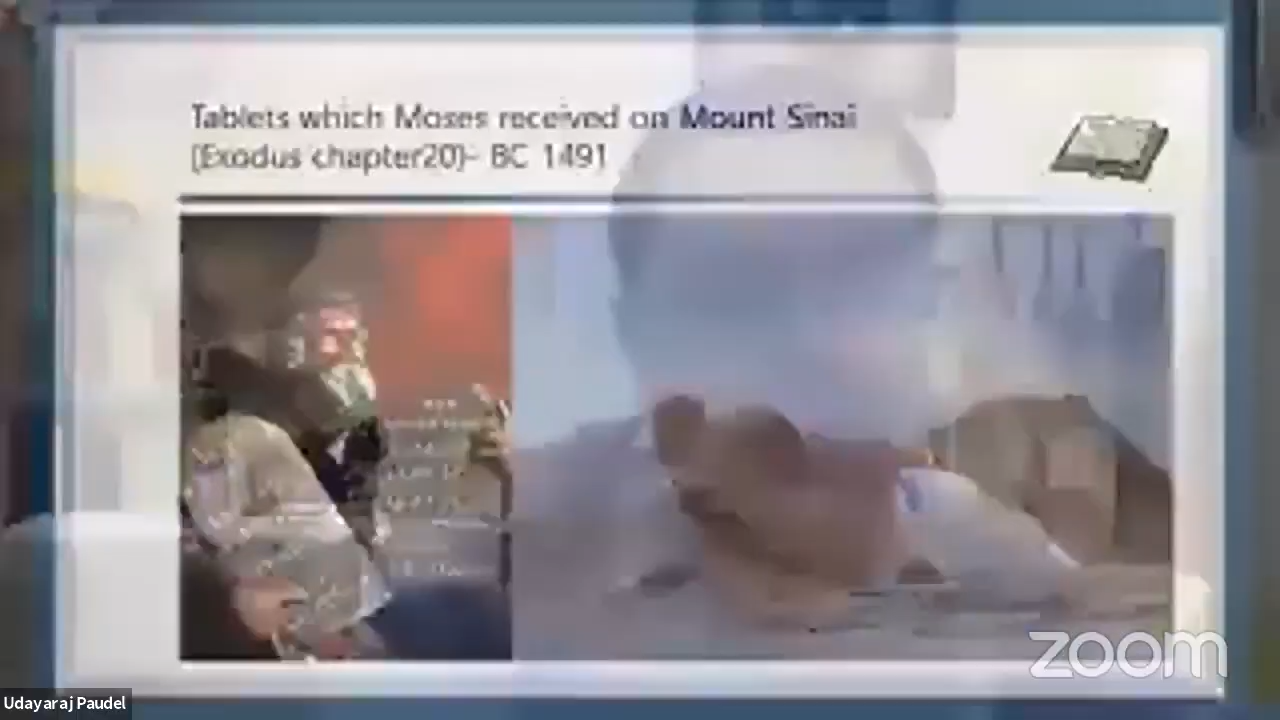 Tablets which Moses received on Mount Sinai
(Exodus chapter20)- BC 1491
zoom
Udayaraj Paudel